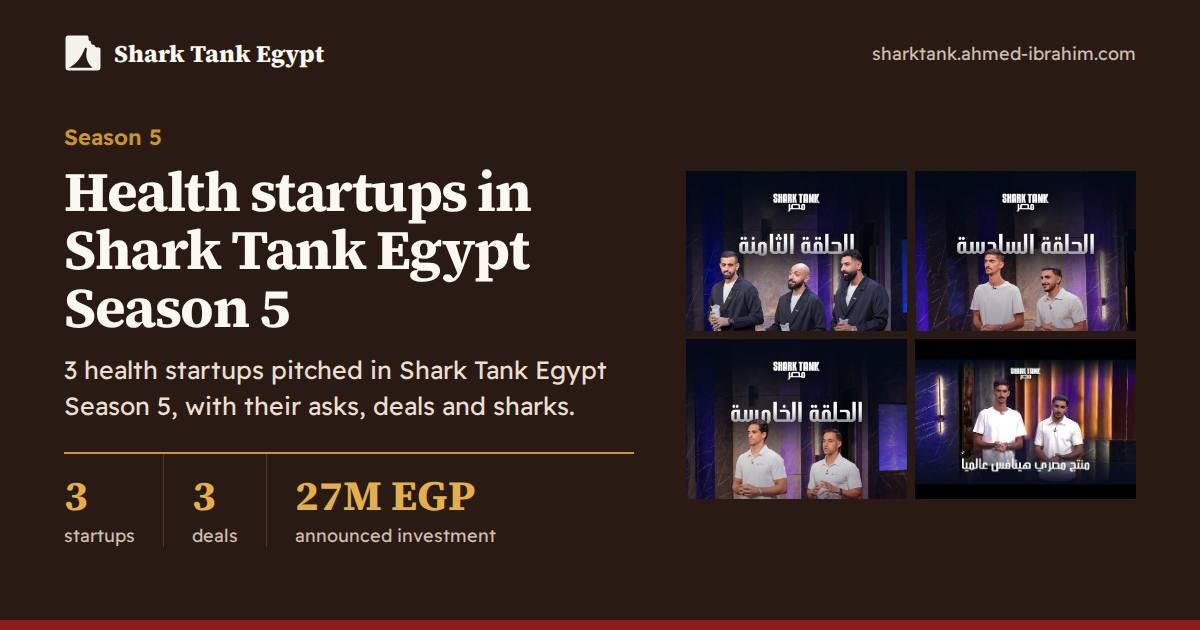 Shark Tank Egypt
sharktank.ahmed-ibrahim.com
Season 5
Health startups in
Shark Tank Egypt
Season 5
3 health startups pitched in Shark Tank Egypt
Season 5, with their asks, deals and sharks.
3
startups
3
deals
27M EGP
announced investment
SHARK TANK
مصر
الحلقة الثامنة
SHARK TANK
مصر
الحلقة السادسة
SHARK TANK
مصر
الحلقة الخامسة
SHARK TANK
مصر
منتج مصري هينافس عالمياً